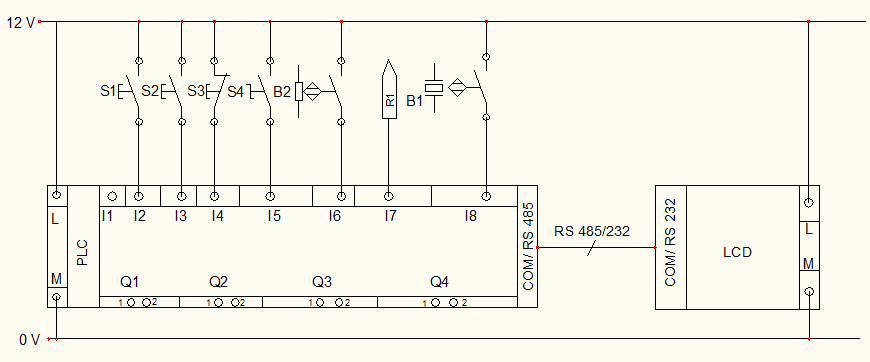 12 V
S1 S2 S3 S4 B2 R1 B1
L PLC I1 I2 I3 I4 I5 I6 I7 I8 COM/ RS 485
RS 485/232
COM/ RS 232 LCD L
M
M Q1 Q2 Q3 Q4
1 2 1 2 1 2 1 2
0 V